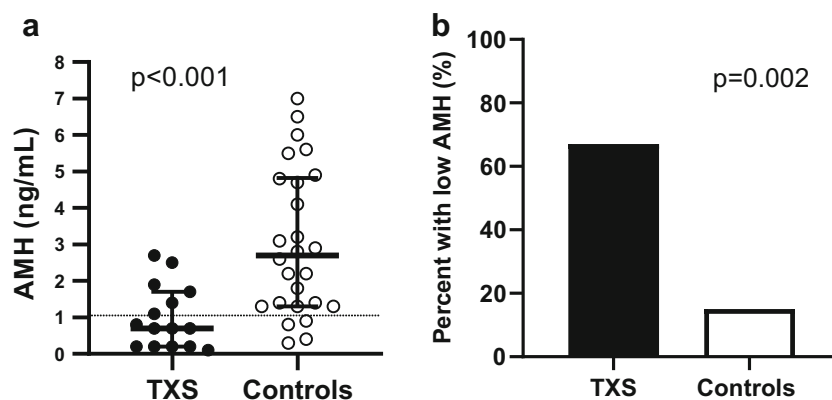 a
p<0.001
AMH (ng/mL)
8
7
6
5
4
3
2
1
0
TXS Controls
b
p=0.002
Percent with low AMH (%)
100
80
60
40
20
0
TXS Controls